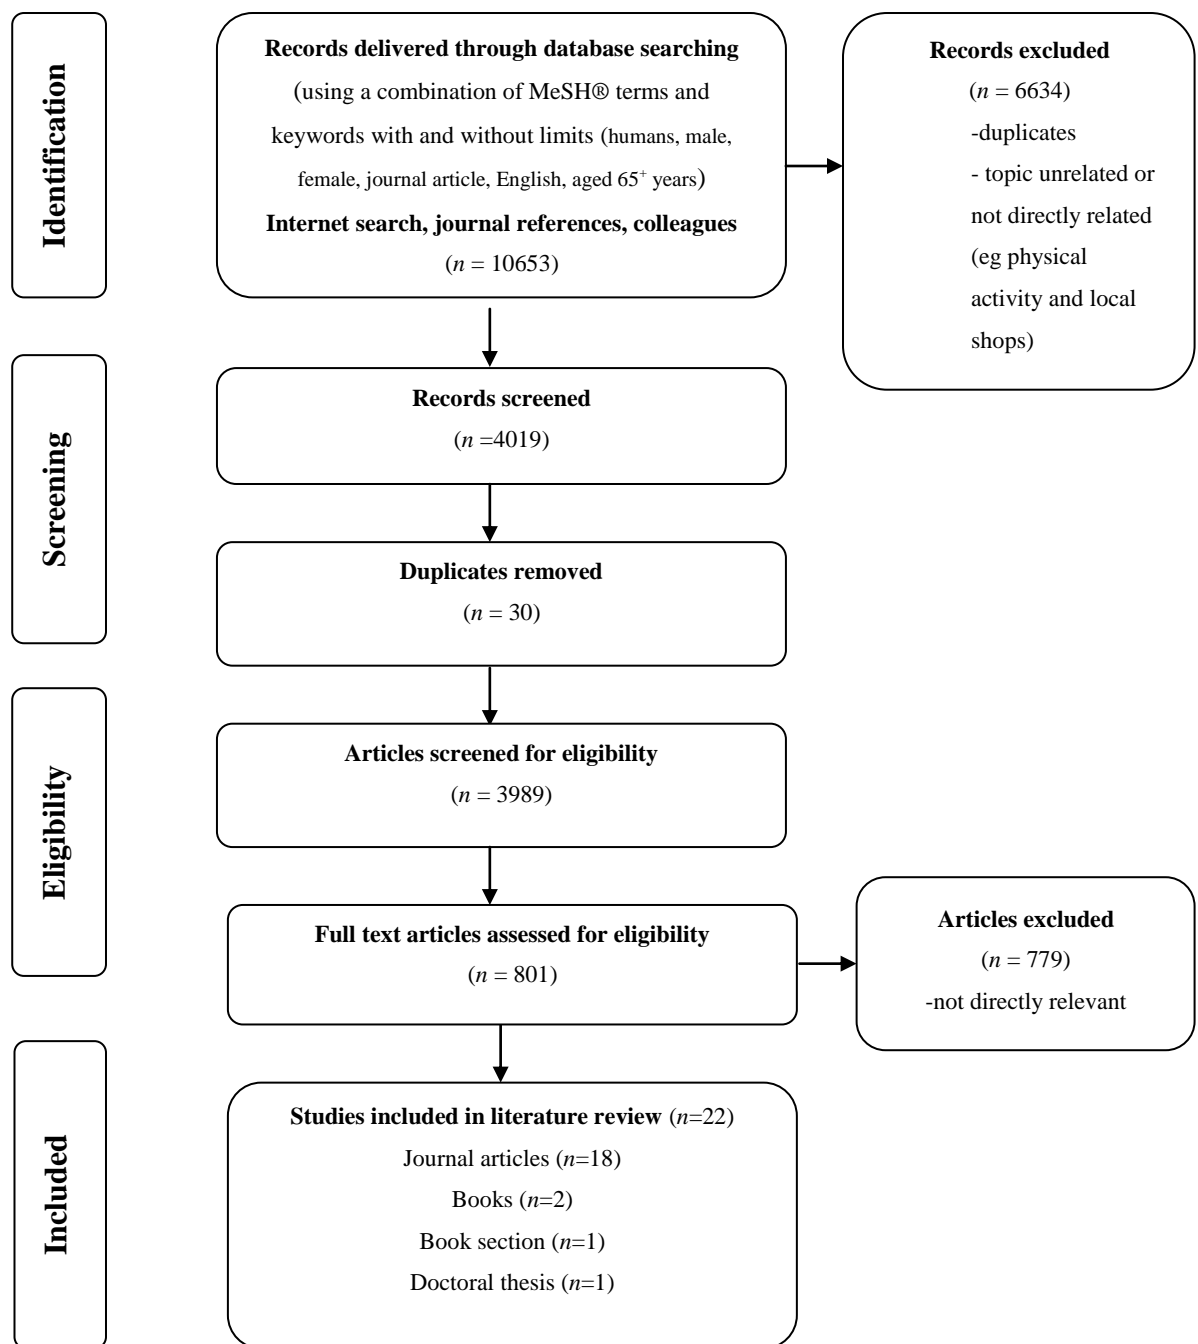 Identification
Records delivered through database searching
(using a combination of MeSH® terms and
keywords with and without limits (humans, male,
female, journal article, English, aged 65+ years)
Internet search, journal references, colleagues
(n = 10653)
Records excluded
(n = 6634)
-duplicates
- topic unrelated or
not directly related
(eg physical
activity and local
shops)
Screening
Records screened
(n =4019)
Duplicates removed
(n = 30)
Eligibility
Articles screened for eligibility
(n = 3989)
Full text articles assessed for eligibility
(n = 801)
Articles excluded
(n = 779)
-not directly relevant
Included
Studies included in literature review (n=22)
Journal articles (n=18)
Books (n=2)
Book section (n=1)
Doctoral thesis (n=1)